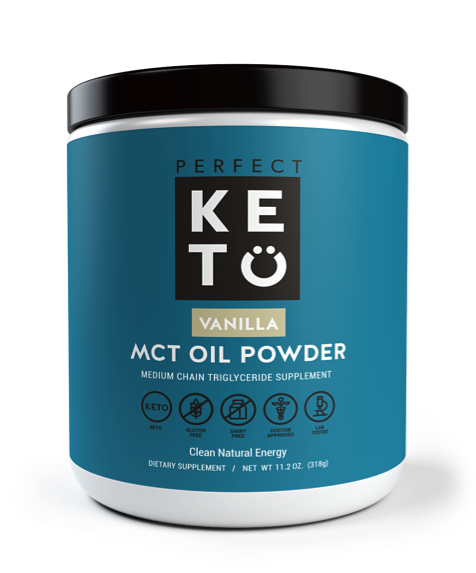 PERFECT
KE
TÖ
VANILLA
MCT OIL POWDER
MEDIUM CHAIN TRIGLYCERIDE SUPPLEMENT
KETO
KETO GLUTEN FREE DAIRY FREE DOCTOR APPROVED LAB TESTED
Clean Natural Energy
DIETARY SUPPLEMENT / NET WT 11.2 OZ. (318g)